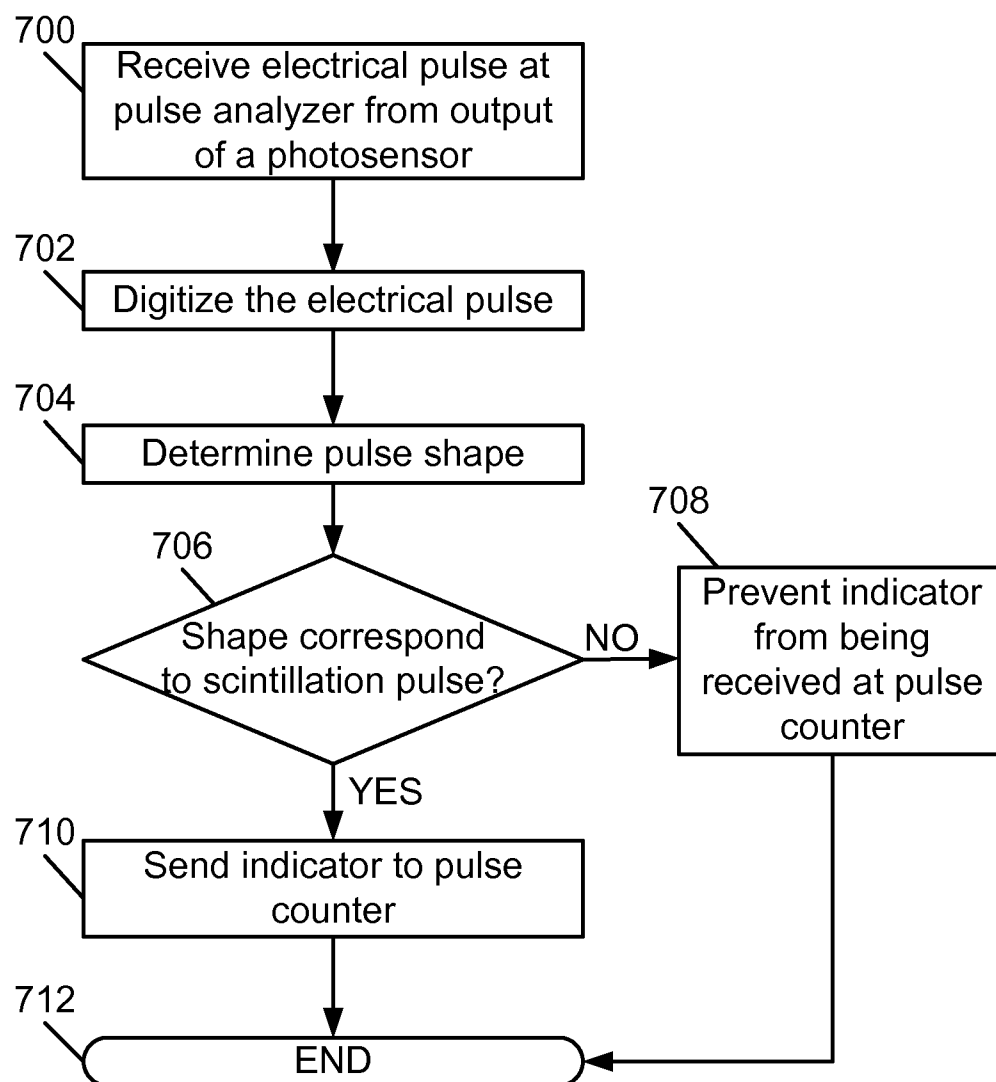 700
Receive electrical pulse at
pulse analyzer from output
of a photosensor
702
Digitize the electrical pulse
704
Determine pulse shape
706
Shape correspond
to scintillation pulse?
NO
708
Prevent indicator
from being
received at pulse
counter
YES
710
Send indicator to pulse
counter
712
END